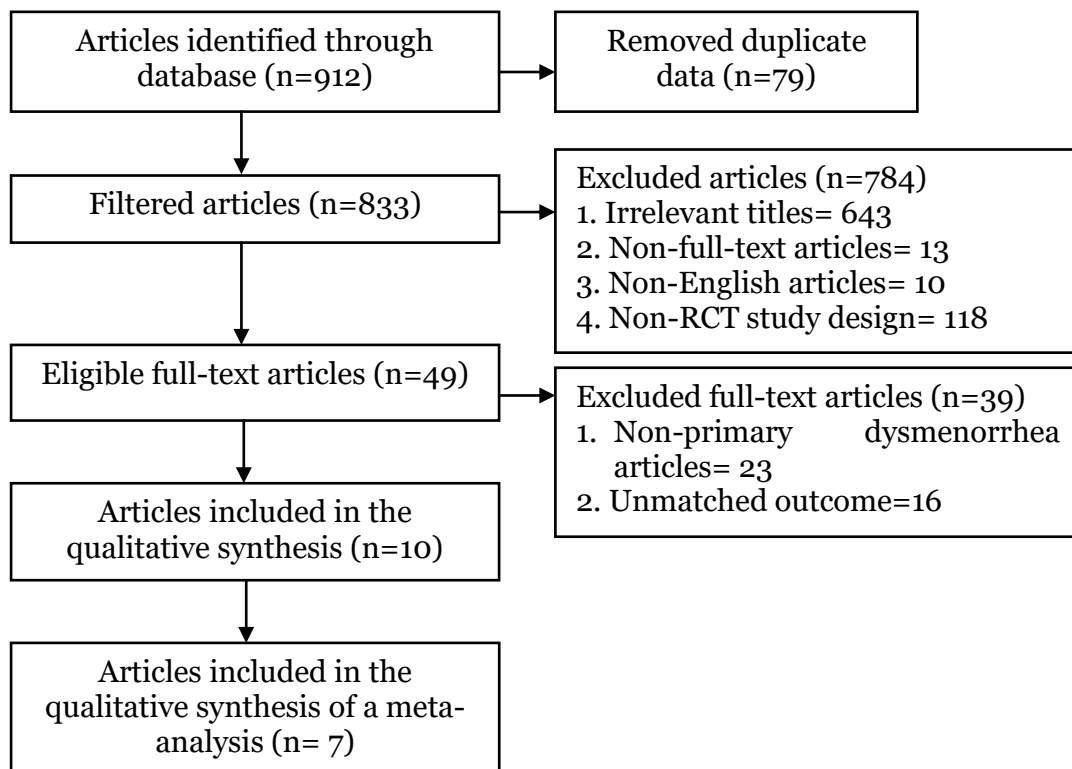 Articles identified through
database (n=912)
Removed duplicate
data (n=79)
Filtered articles (n=833)
Excluded articles (n=784)
1. Irrelevant titles= 643
2. Non-full-text articles= 13
3. Non-English articles= 10
4. Non-RCT study design= 118
Eligible full-text articles (n=49)
Excluded full-text articles (n=39)
1. Non-primary dysmenorrhea
articles= 23
2. Unmatched outcome=16
Articles included in the
qualitative synthesis (n=10)
Articles included in the
qualitative synthesis of a meta-
analysis (n= 7)